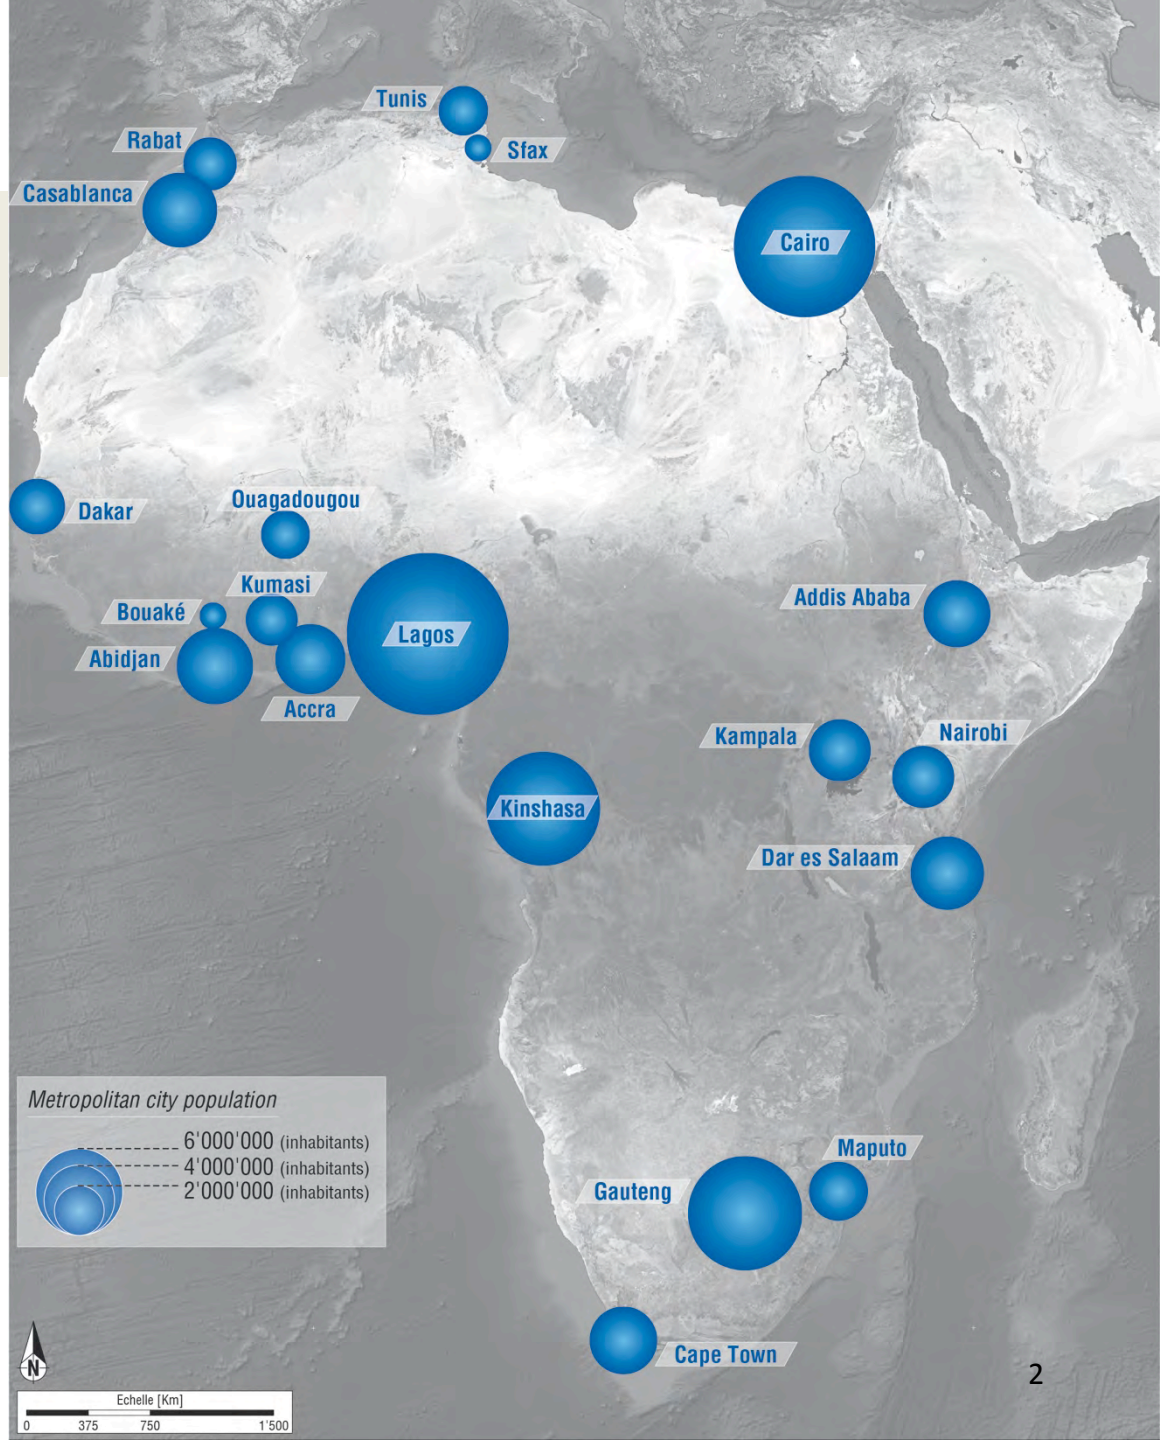 Tunis
Rabat
Sfax
Casablanca
Cairo
Ouagadougou
Dakar
Kumasi
Addis Ababa
Bouaké
Lagos
Abidjan
Accra
Nairobi
Kampala
Kinshasa
Dar es Salaam
Metropolitan city population
6'000'000 (inhabitants)
4'000'000 (inhabitants)
2'000'000 (inhabitants)
Maputo
Gauteng
Cape Town
2
N
Echelle [Km]
0 375 750 1'500